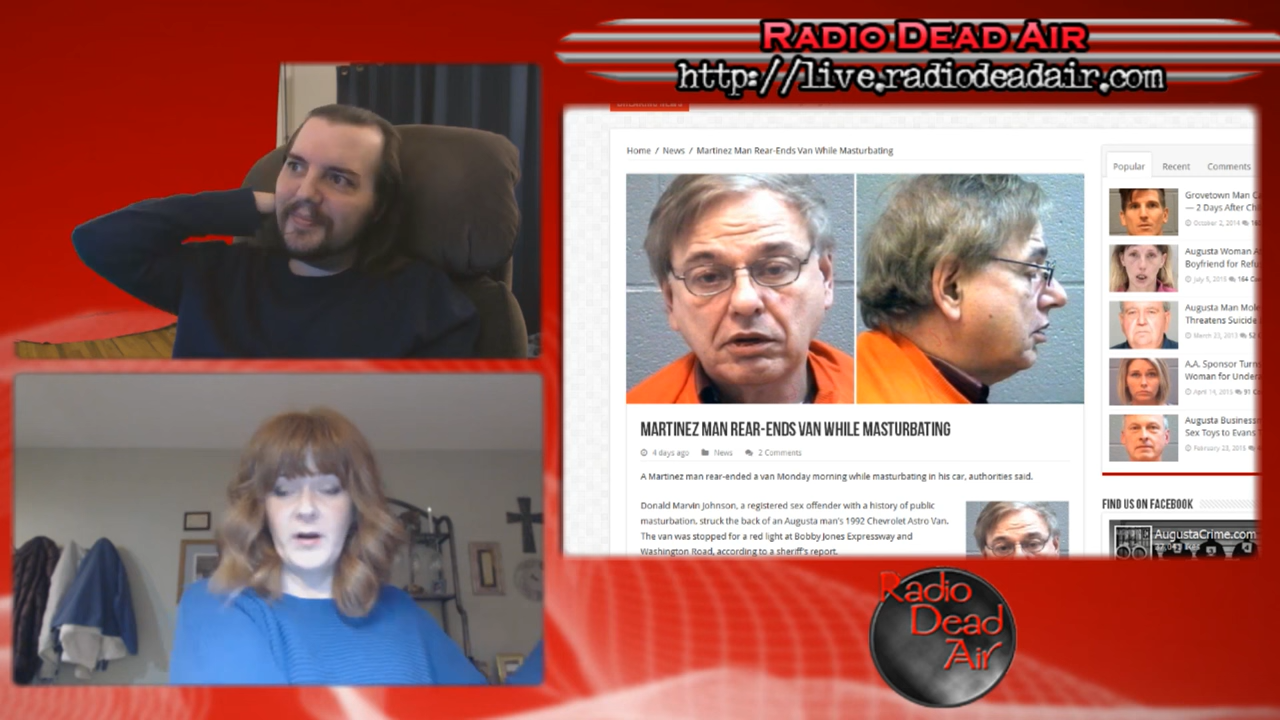 RADIO DEAD AIR
http://live.radiodeadair.com
Home / News / Martinez Man Rear-Ends Van While Masturbating
Popular Recent Comments
Grovetown Man
— 2 Days After
October 2, 2014
Augusta Woman
Boyfriend for
July 5, 2015
Augusta Man
Threatens Suicide
March 23, 2013
A.A. Sponsor Turns
Woman for
April 14, 2015
Augusta
Sex Toys to Evans
February 23, 2015
MARTINEZ MAN REAR-ENDS VAN WHILE MASTURBATING
4 days ago News 2 Comments
A Martinez man rear-ended a van Monday morning while masturbating in his car, authorities said.
Donald Marvin Johnson, a registered sex offender with a history of public
masturbation, struck the back of an Augusta man's 1992 Chevrolet Astro Van.
The van was stopped for a red light at Bobby Jones Expressway and
Washington Road, according to a sheriff's report.
FIND US ON FACEBOOK
AugustaCrime.com
Radio
Dead
Air